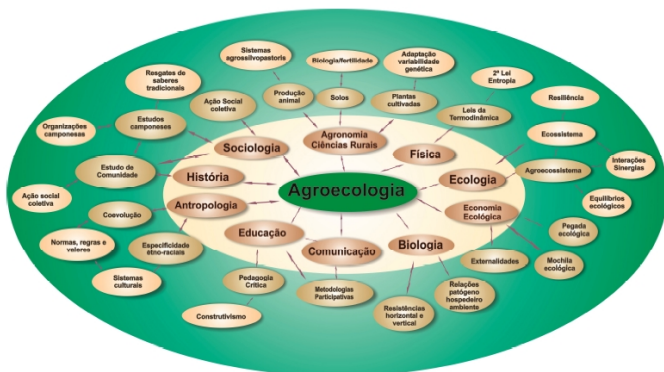 Sistemas
agrossilvopastoris
Biologia/fertilidade
Adaptação
variabilidade
genética
2ª Lei
Entropia
Resgates de
saberes
tradicionais
Resiliência
Produção
animal
Solos
Plantas
cultivadas
Ação Social
coletiva
Leis da
Termodinâmica
Organizações
camponesas
Estudos
camponeses
Agronomia
Ciências Rurais
Ecossistema
Sociologia
Física
Interações
Sinergias
Estudo de
Comunidade
História
Ecologia
Agroecossistema
Agroecologia
Ação social
coletiva
Antropologia
Economia
Ecológica
Equilíbrios
ecológicos
Coevolução
Educação
Biologia
Pegada
ecológica
Normas, regras e
valeres
Especificidade
etno-raciais
Comunicação
Externalidades
Mochila
ecológica
Sistemas
culturais
Pedagogia
Crítica
Metodologias
Participativas
Relações
patógeno
hospedeiro
ambiente
Resistências
horizontal e
vertical
Construtivismo